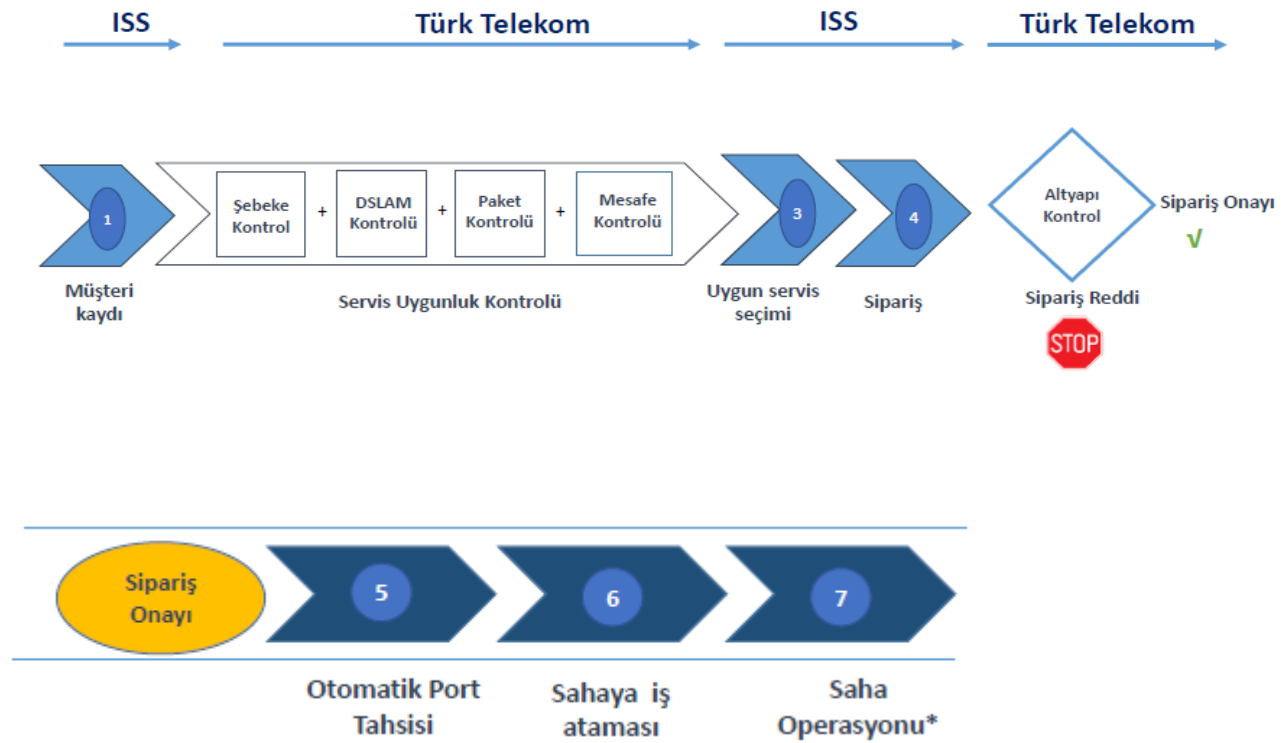 ISS
Türk Telekom
ISS
Türk Telekom
1
Şebeke
Kontrol
+
DSLAM
Kontrolü
+
Paket
Kontrolü
+
Mesafe
Kontrolü
3
4
Altyapı
Kontrol
Sipariş Onayı
√
Müşteri
kaydı
Servis Uygunluk Kontrolü
Uygun servis
seçimi
Sipariş
Sipariş Reddi
STOP
Sipariş
Onayı
5
6
7
Otomatik Port
Tahsisi
Sahaya iş
ataması
Saha
Operasyonu*